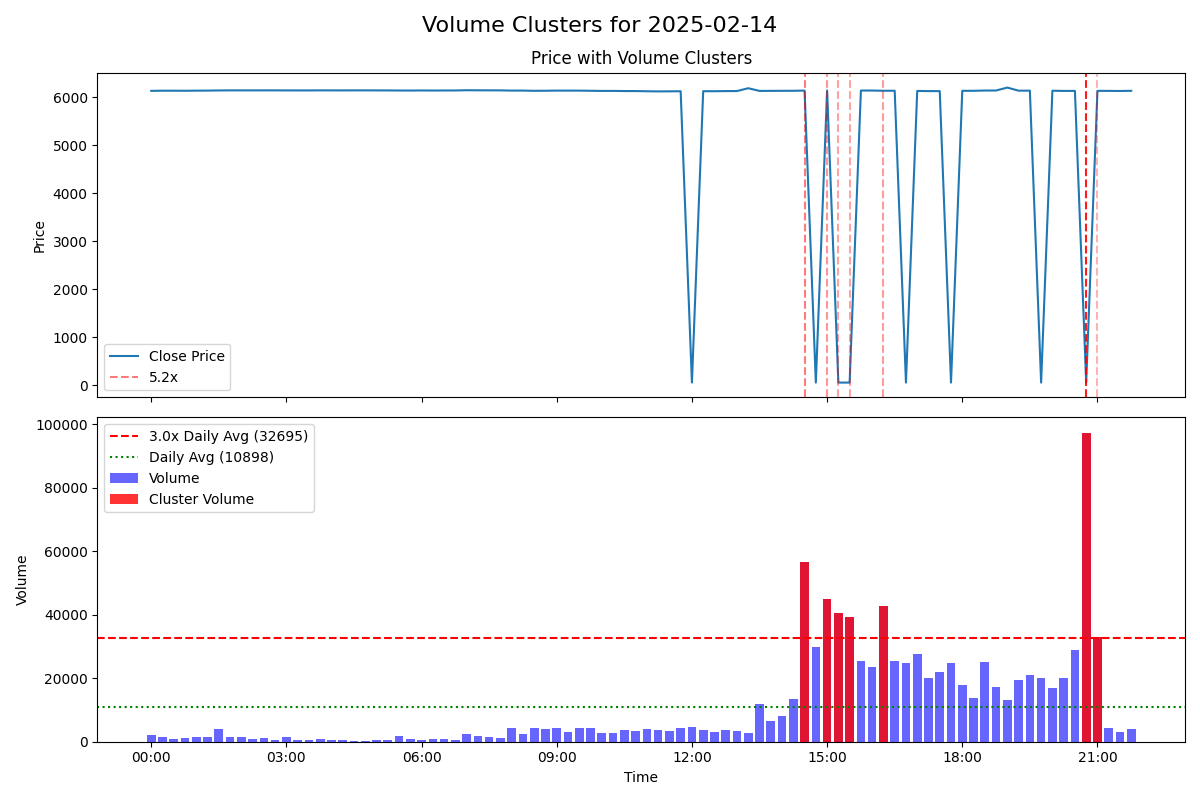 Volume Clusters for 2025-02-14
Price with Volume Clusters
Price
6000
5000
4000
3000
2000
1000
0
Close Price
5.2x
Volume
100000
80000
60000
40000
20000
0
3.0x Daily Avg (32695)
Daily Avg (10898)
Volume
Cluster Volume
00:00 03:00 06:00 09:00 12:00 15:00 18:00 21:00
Time